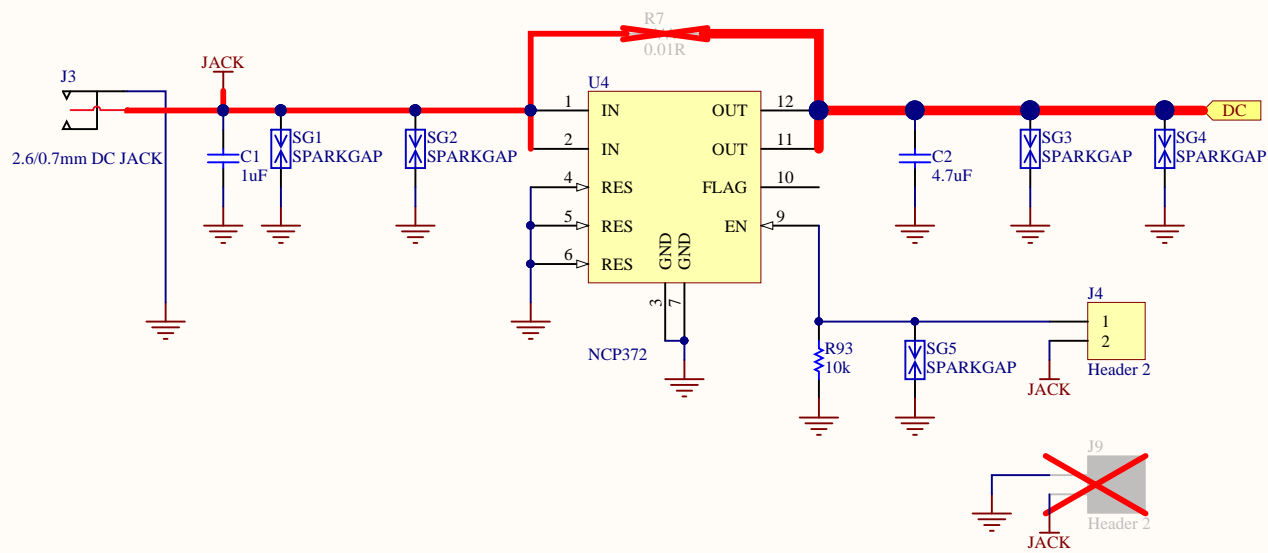 R7
0.01R
J3
JACK
U4
1
IN
OUT
12
DC
2
IN
OUT
11
SG1
SPARKGAP
SG2
SPARKGAP
C2
4.7uF
SG3
SPARKGAP
SG4
SPARKGAP
2.6/0.7mm DC JACK
C1
1uF
4
RES
FLAG
10
5
RES
EN
9
6
RES
GND
GND
3
7
NCP372
J4
1
2
Header 2
R93
10k
SG5
SPARKGAP
JACK
J9
Header 2
JACK